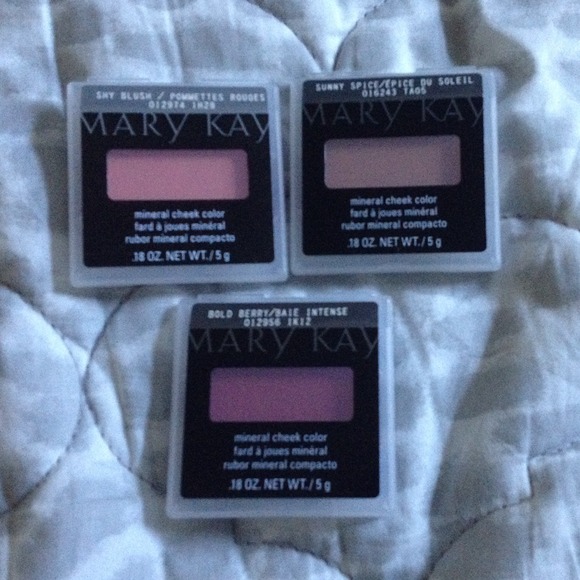 SHY BLUSH / POMMETTES ROUGES
012974 1H28
MARY KAY
mineral cheek color
fard à joues minéral
rubor mineral compacto
.18 OZ. NET WT. / 5 g
SUNNY SPICE/ÉPICE DU SOLEIL
016243 TA05
MARY KAY
mineral cheek color
fard à joues minéral
rubor mineral compacto
.18 OZ. NET WT. / 5 g
BOLD BERRY/BAIE INTENSE
012956 1K12
MARY KAY
mineral cheek color
fard à joues minéral
rubor mineral compacto
.18 OZ. NET WT. / 5 g